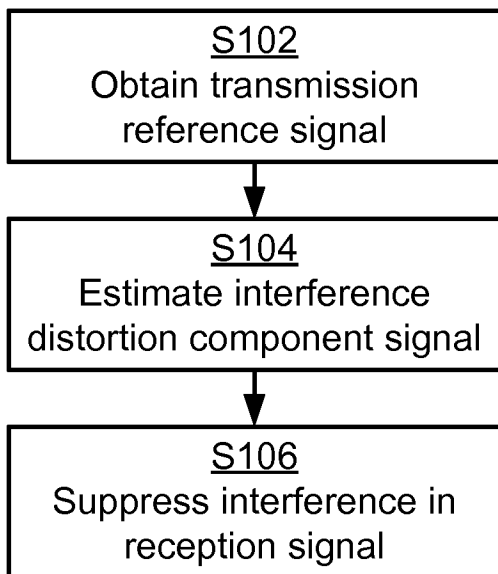 S102
Obtain transmission
reference signal
S104
Estimate interference
distortion component signal
S106
Suppress interference in
reception signal